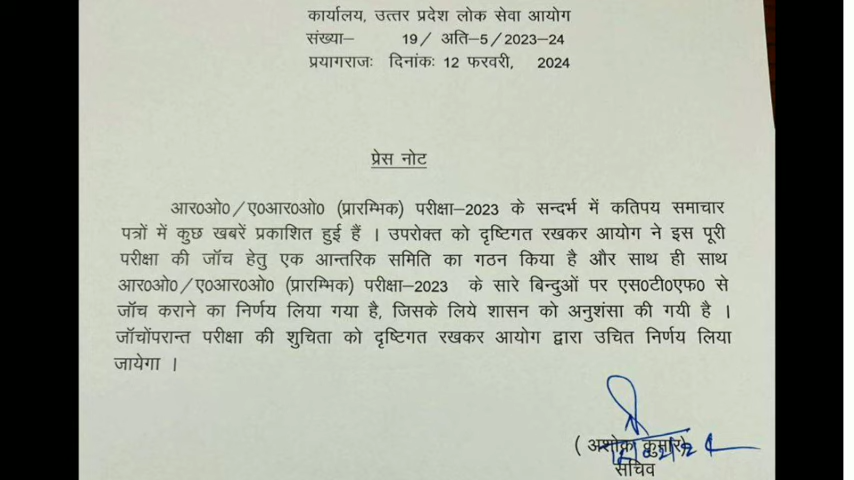 कार्यालय, उत्तर प्रदेश लोक सेवा आयोग
संख्या– 19/ अति–5/2023–24
प्रयागराजः दिनांकः 12 फरवरी, 2024
प्रेस नोट
आर0ओ0/ए0आर0ओ0 (प्रारम्भिक) परीक्षा–2023 के सन्दर्भ में कतिपय समाचार
पत्रों में कुछ खबरें प्रकाशित हुई हैं । उपरोक्त को दृष्टिगत रखकर आयोग ने इस पूरी
परीक्षा की जॉच हेतु एक आन्तरिक समिति का गठन किया है और साथ ही साथ
आर0ओ0/ए0आर0ओ0 (प्रारम्भिक) परीक्षा–2023 के सारे बिन्दुओं पर एस0टी0एफ0 से
जॉच कराने का निर्णय लिया गया है, जिसके लिये शासन को अनुशंसा की गयी है ।
जॉचोंपरान्त परीक्षा की शुचिता को दृष्टिगत रखकर आयोग द्वारा उचित निर्णय लिया
जायेगा ।
( अशोक कुमार)
सचिव